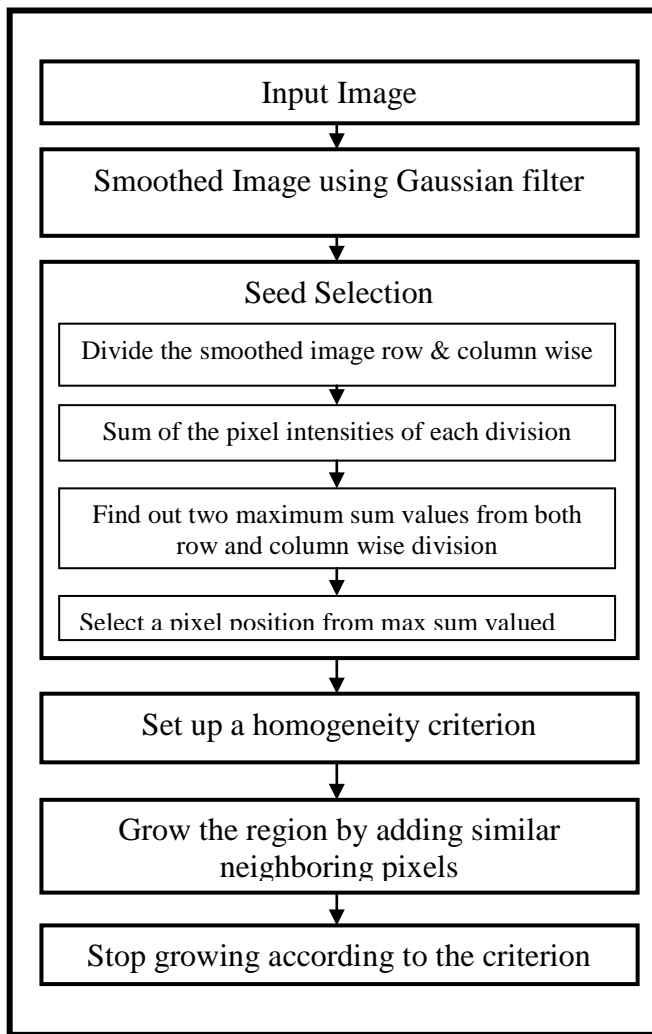 Input Image
Smoothed Image using Gaussian filter
Seed Selection
Divide the smoothed image row & column wise
Sum of the pixel intensities of each division
Find out two maximum sum values from both
row and column wise division
Select a pixel position from max sum valued
Set up a homogeneity criterion
Grow the region by adding similar
neighboring pixels
Stop growing according to the criterion